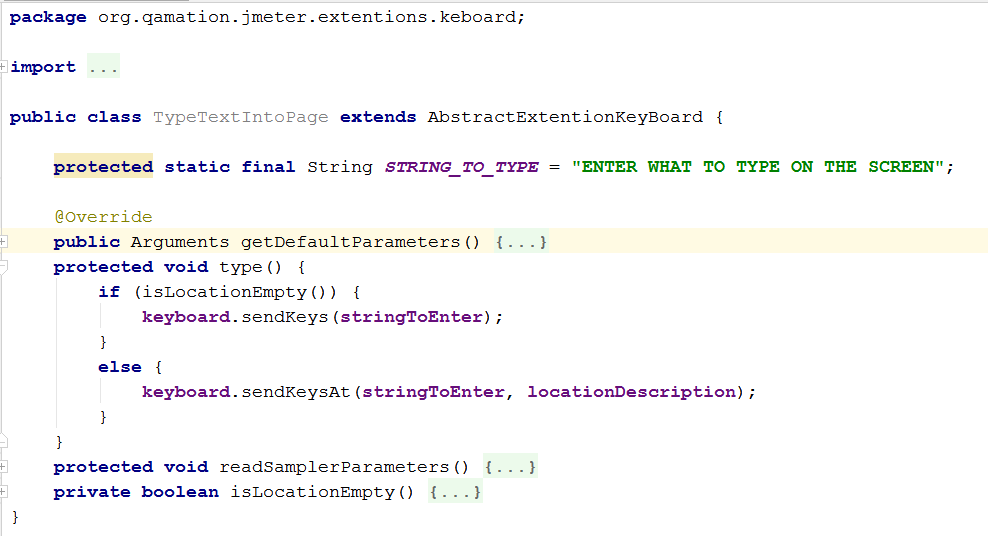 package org.qamation.jmeter.extentions.keboard;
import ...
public class TypeTextIntoPage extends AbstractExtentionKeyBoard {
protected static final String STRING_TO_TYPE = "ENTER WHAT TO TYPE ON THE SCREEN";
@Override
public Arguments getDefaultParameters() {...}
protected void type() {
if (isLocationEmpty()) {
keyboard.sendKeys(stringToEnter);
}
else {
keyboard.sendKeysAt(stringToEnter, locationDescription);
}
}
protected void readSamplerParameters() {...}
private boolean isLocationEmpty() {...}
}